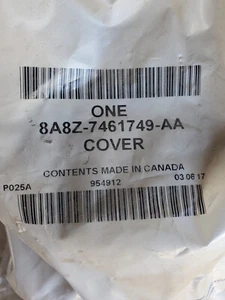 ONE
8A8Z-7461749-AA
COVER
CONTENTS MADE IN CANADA
P025A 954912 03 06 17